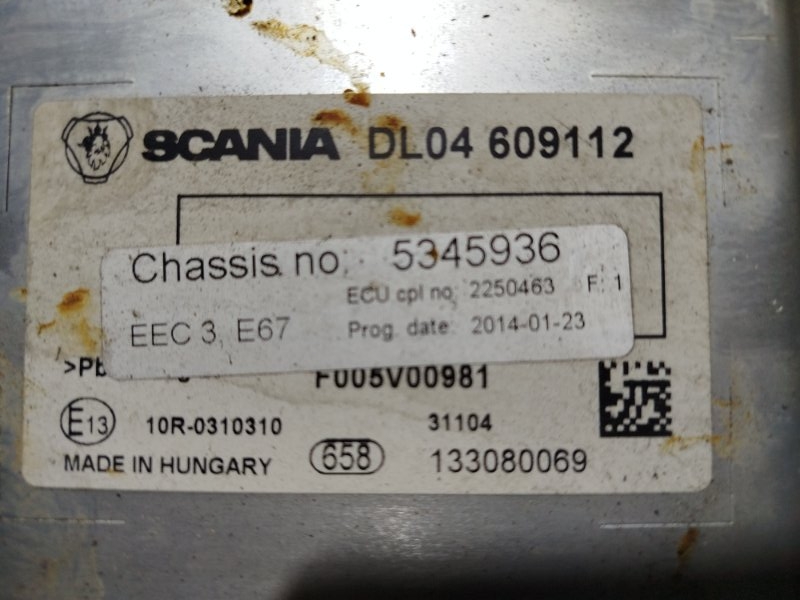 SCANIA DL04 609112
Chassis no: 5345936
ECU cpl no: 2250463 F: 1
EEC 3 E67 Prog. date: 2014-01-23
F005V00981
E13 10R-0310310 31104
MADE IN HUNGARY 658 133080069